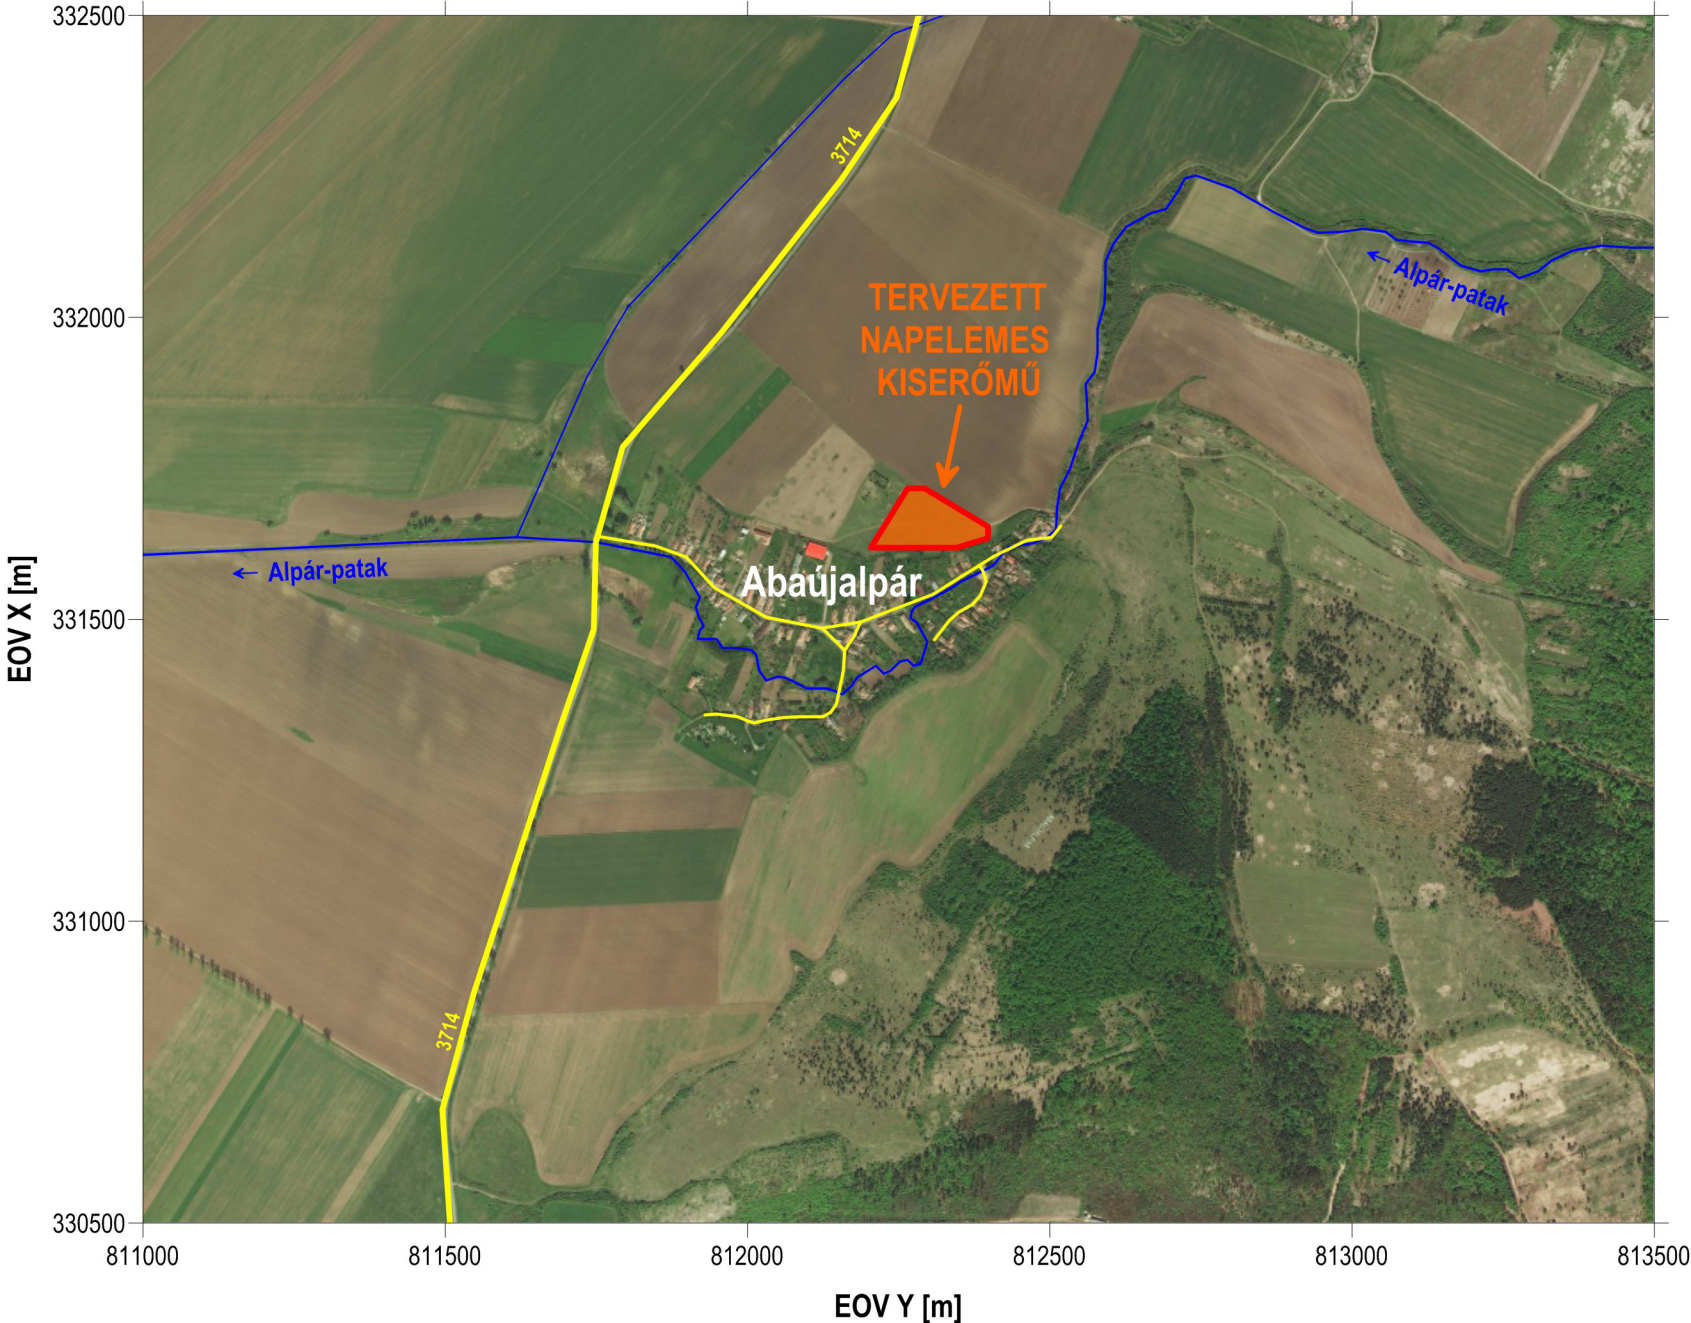 332500
3714
TERVEZETT
NAPELEMES
KISERŐMŰ
← Alpár-patak
332000
← Alpár-patak
Abaújalpár
331500
EOV X [m]
331000
3714
330500
811000 811500 812000 812500 813000 813500
EOV Y [m]